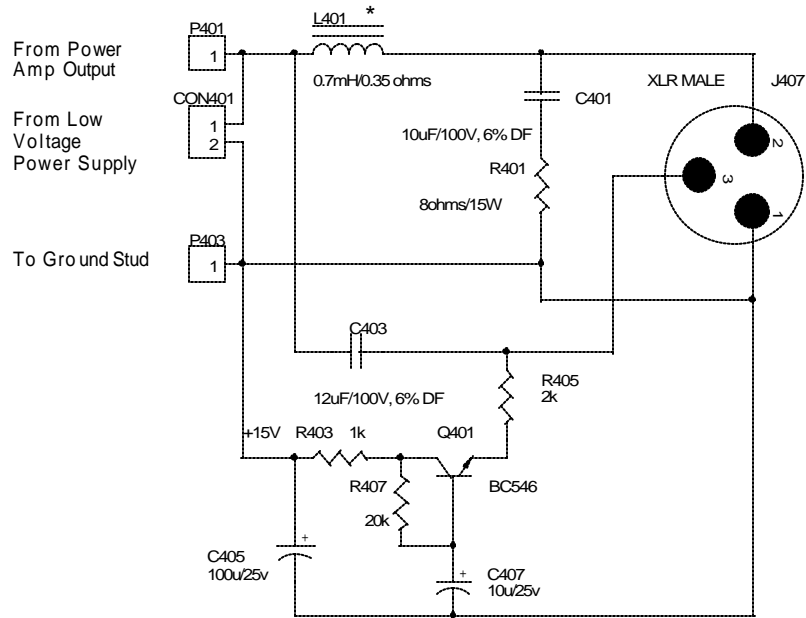 From Power
Amp Output
P401
1
L401
*
0.7mH/0.35 ohms
From Low
Voltage
Power Supply
CON401
1
2
C401
10uF/100V, 6% DF
R401
8ohms/15W
XLR MALE
J407
2
3
1
To Ground Stud
P403
1
C403
12uF/100V, 6% DF
R405
2k
+15V
R403
1k
Q401
BC546
R407
20k
C405
100u/25v
+
C407
10u/25v
+